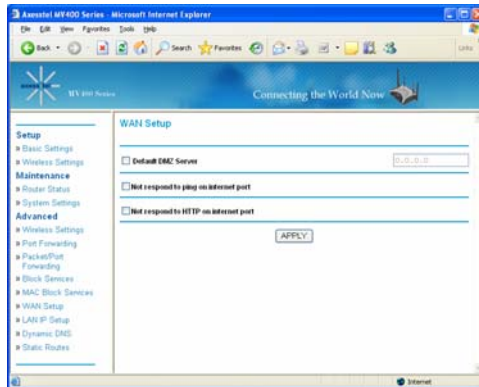 Axesstel MV400 Series - Microsoft Internet Explorer
File Edit View Favorites Tools Help
Back Search Favorites Links
MV400 Series Connecting the World Now axesstel
WAN Setup
Setup
» Basic Settings
» Wireless Settings
Maintenance
» Router Status
» System Settings
Advanced
» Wireless Settings
» Port Forwarding
» Packet/Port
Forwarding
» Block Services
» MAC Block Services
» WAN Setup
» LAN IP Setup
» Dynamic DNS
» Static Routes
Default DMZ Server 0.0.0.0
Not respond to ping on internet port
Not respond to HTTP on internet port
APPLY
Internet